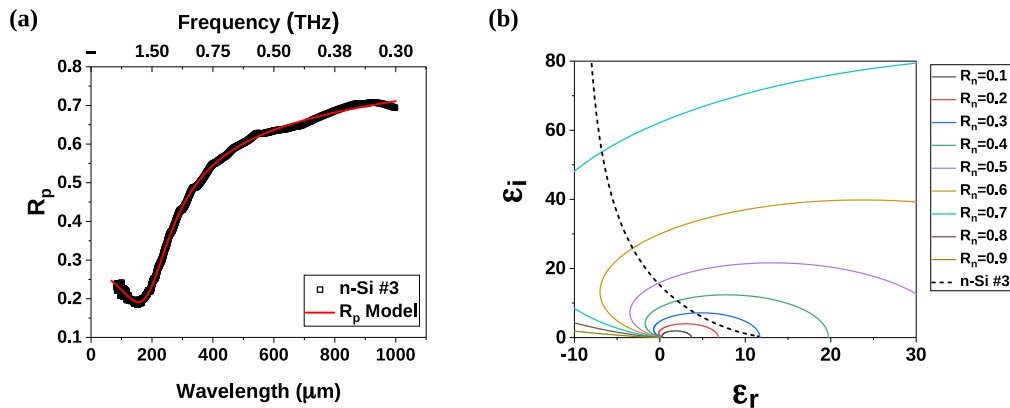 (a)
Frequency (THz)
– 1.50 0.75 0.50 0.38 0.30
0.8
0.7
0.6
0.5
0.4
0.3
0.2
0.1
Rp
n-Si #3
Rp Model
0 200 400 600 800 1000
Wavelength (μm)
(b)
80
60
40
20
0
εi
-10 0 10 20 30
εr
Rn=0.1
Rn=0.2
Rn=0.3
Rn=0.4
Rn=0.5
Rn=0.6
Rn=0.7
Rn=0.8
Rn=0.9
n-Si #3